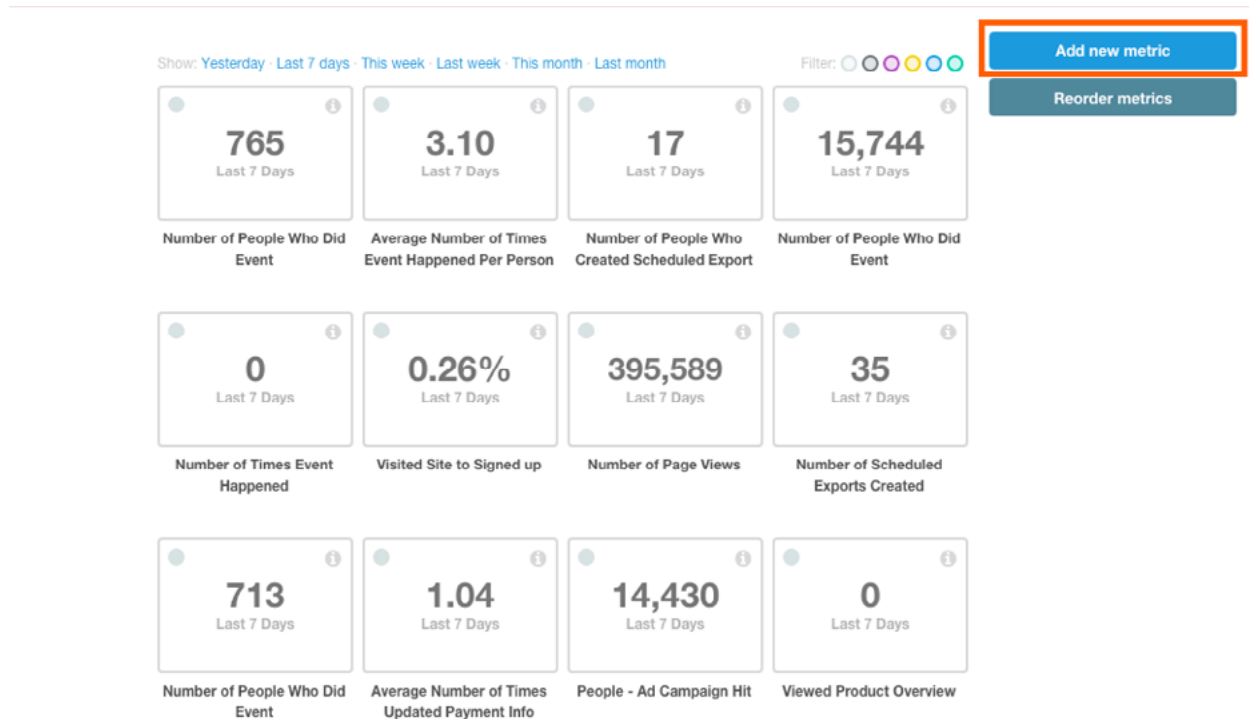 Add new metric
Show: Yesterday · Last 7 days · This week · Last week · This month · Last month
Filter:
Reorder metrics
765
Last 7 Days
3.10
Last 7 Days
17
Last 7 Days
15,744
Last 7 Days
Number of People Who Did
Event
Average Number of Times
Event Happened Per Person
Number of People Who
Created Scheduled Export
Number of People Who Did
Event
0
Last 7 Days
0.26%
Last 7 Days
395,589
Last 7 Days
35
Last 7 Days
Number of Times Event
Happened
Visited Site to Signed up
Number of Page Views
Number of Scheduled
Exports Created
713
Last 7 Days
1.04
Last 7 Days
14,430
Last 7 Days
0
Last 7 Days
Number of People Who Did
Event
Average Number of Times
Updated Payment Info
People - Ad Campaign Hit
Viewed Product Overview